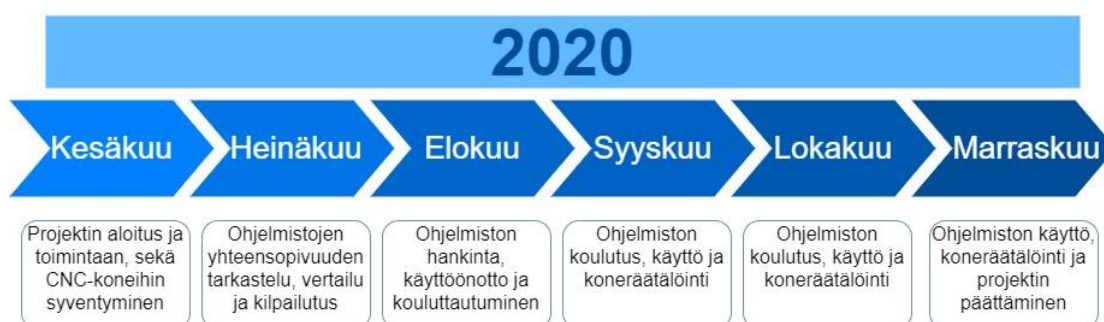 2020
Kesäkuu
Heinäkuu
Elokuu
Syyskuu
Lokakuu
Marraskuu
Projektin aloitus ja
toimintaan, sekä
CNC-koneihin
syventyminen
Ohjelmistojen
yhteensopivuuden
tarkastelu, vertailu
ja kilpailutus
Ohjelmiston
hankinta,
käyttöönotto ja
kouluttautuminen
Ohjelmiston
koulutus, käyttö ja
koneräätälöinti
Ohjelmiston
koulutus, käyttö ja
koneräätälöinti
Ohjelmiston käyttö,
koneräätälöinti ja
projektin
päättäminen